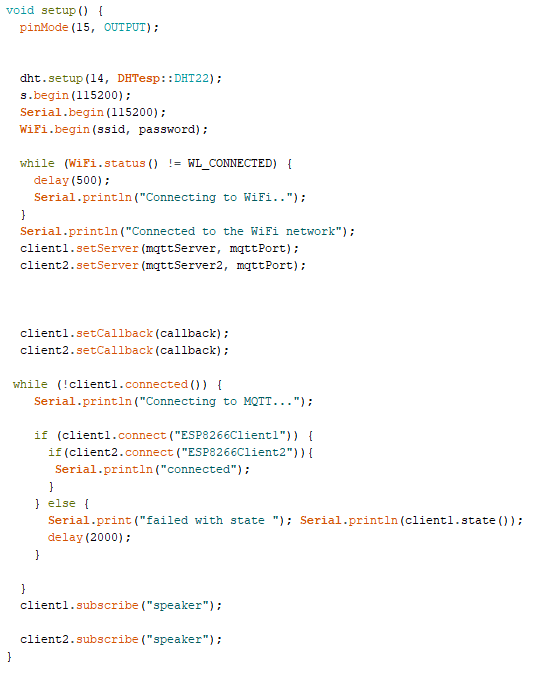 void setup() {
  pinMode(15, OUTPUT);
  dht.setup(14, DHTesp::DHT22);
  s.begin(115200);
  Serial.begin(115200);
  WiFi.begin(ssid, password);
  while (WiFi.status() != WL_CONNECTED) {
    delay(500);
    Serial.println("Connecting to WiFi..");
  }
  Serial.println("Connected to the WiFi network");
  client1.setServer(mqttServer, mqttPort);
  client2.setServer(mqttServer2, mqttPort);
  client1.setCallback(callback);
  client2.setCallback(callback);
 while (!client1.connected()) {
    Serial.println("Connecting to MQTT...");
    if (client1.connect("ESP8266Client1")) {
      if(client2.connect("ESP8266Client2")){
       Serial.println("connected");
      }
    } else {
      Serial.print("failed with state "); Serial.println(client1.state());
      delay(2000);
    }
  }
  client1.subscribe("speaker");
  client2.subscribe("speaker");
}